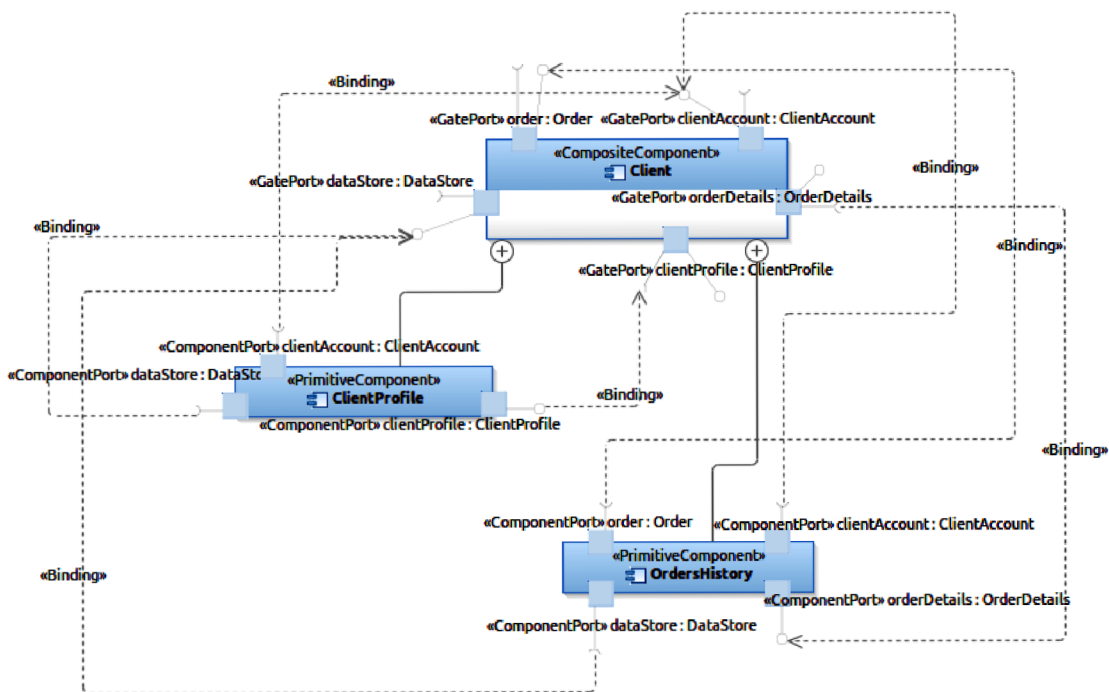 «Binding»
«GatePort» order : Order «GatePort» clientAccount : ClientAccount
«CompositeComponent»
Client
«Binding»
«GatePort» dataStore : DataStore
«GatePort» orderDetails : OrderDetails
«Binding»
«Binding»
«GatePort» clientProfile : ClientProfile
«ComponentPort» clientAccount : ClientAccount
«ComponentPort» dataStore : DataSto
«PrimitiveComponent»
ClientProfile
«Binding»
«ComponentPort» clientProfile : ClientProfile
«Binding»
«ComponentPort» order : Order
«ComponentPort» clientAccount : ClientAccount
«PrimitiveComponent»
OrdersHistory
«Binding»
«ComponentPort» orderDetails : OrderDetails
«ComponentPort» dataStore : DataStore